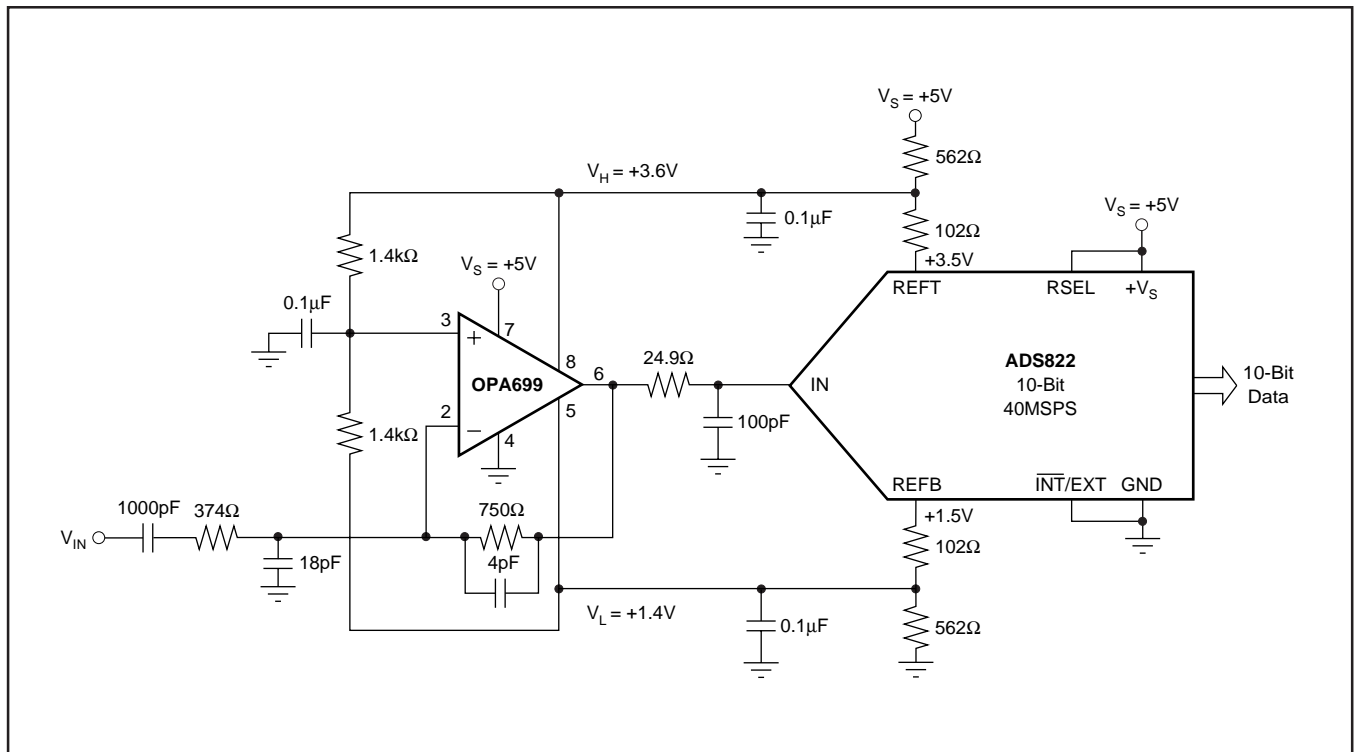 V_S = +5V
562Ω
V_H = +3.6V
0.1µF
102Ω
+3.5V
V_S = +5V
1.4kΩ
V_S = +5V
REFT
RSEL
+V_S
0.1µF
3
+
7
8
OPA699
6
24.9Ω
IN
ADS822
10-Bit
40MSPS
10-Bit
Data
2
−
4
5
100pF
1.4kΩ
REFB
INT/EXT
GND
+1.5V
1000pF
374Ω
750Ω
102Ω
V_IN
18pF
4pF
V_L = +1.4V
0.1µF
562Ω